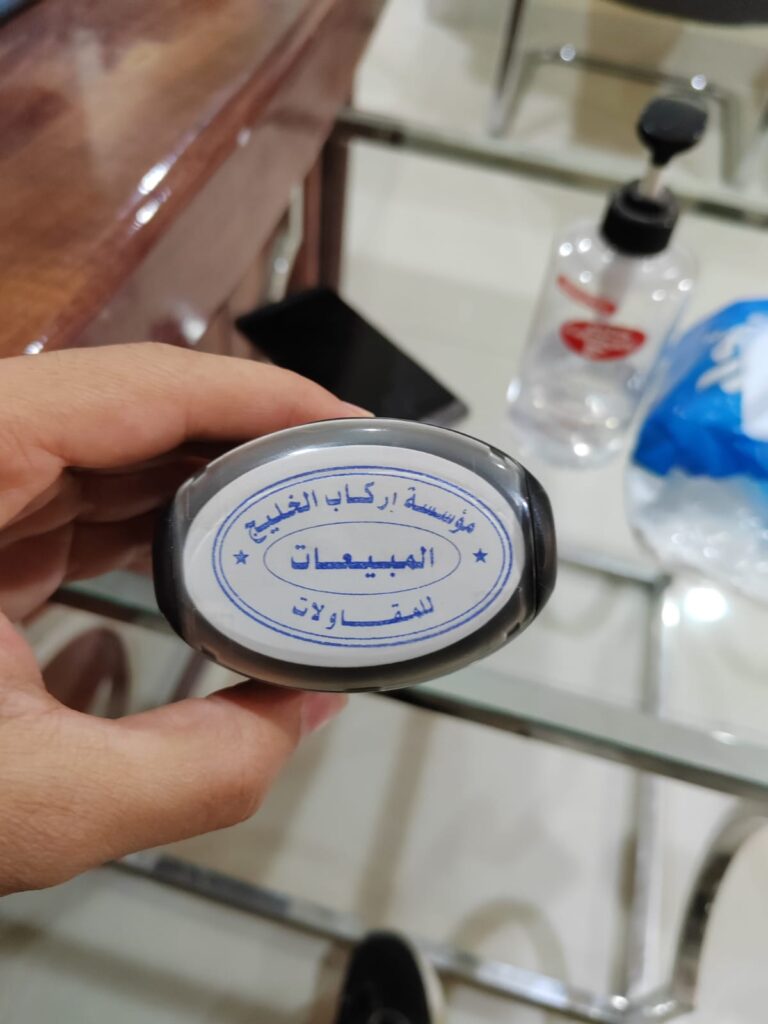 مؤسسة اركاب الخليج
المبيعات
للمقاولات